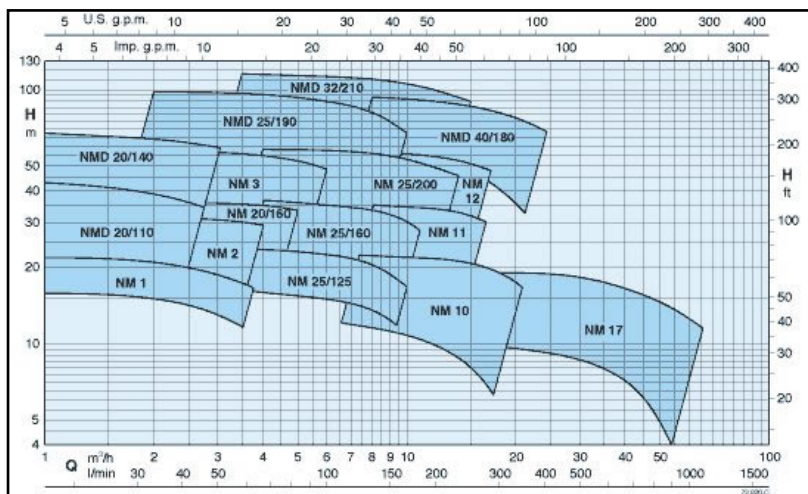 5 U.S. g.p.m. 10 20 30 40 50 100 200 300 400
4 5 Imp. g.p.m. 10 20 30 40 50 100 200 300
130
100
H
m
50
40
30
20
10
5
4
400
300
200
H
ft
100
50
40
30
20
NMD 32/210
NMD 25/190
NMD 40/180
NMD 20/140
NM 3
NM 25/200
NM
12
NM 20/160
NMD 20/110
NM 2
NM 25/160
NM 11
NM 1
NM 25/125
NM 10
NM 17
1 2 3 4 5 6 7 8 9 10 20 30 40 50 100
Q m³/h
l/min 30 40 50 100 150 200 300 400 500 1000 1500